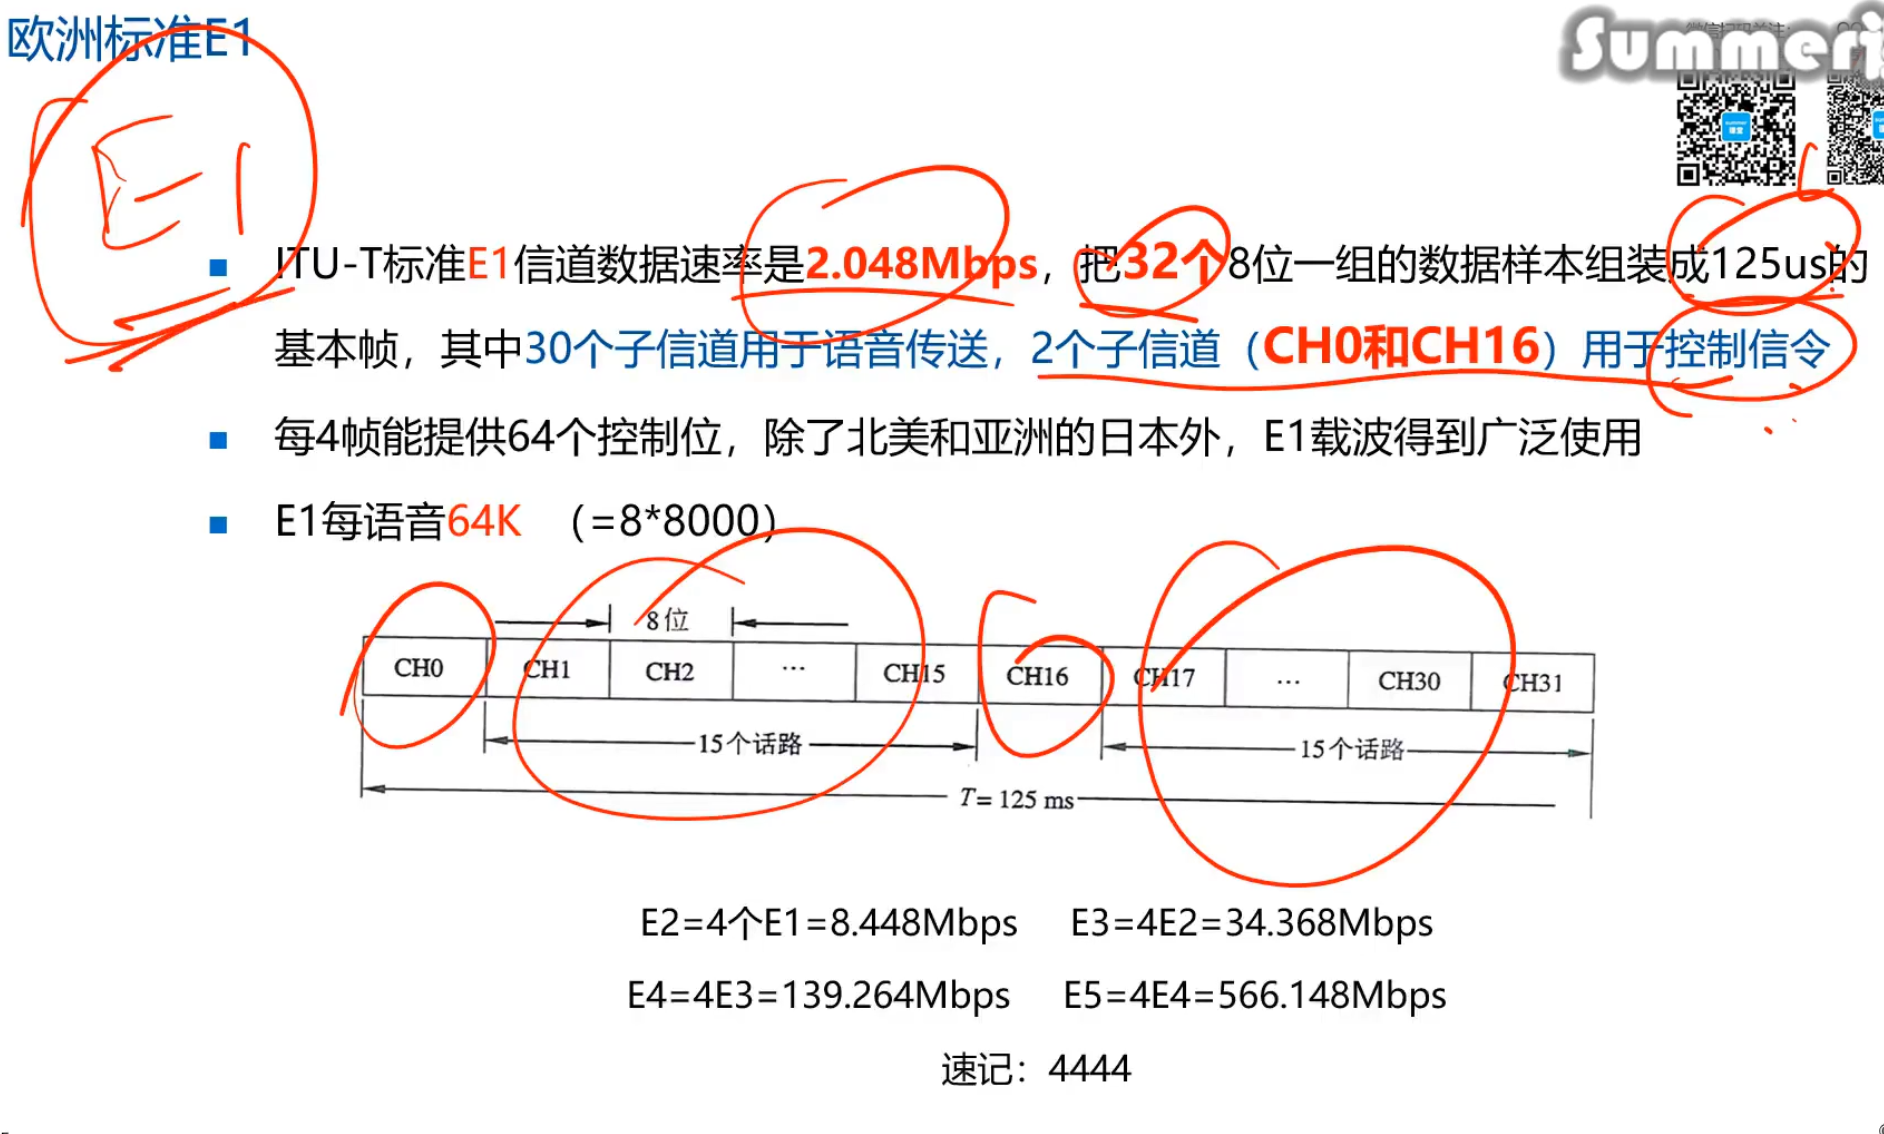 欧洲标准E1
Summer
E1
ITU-T标准E1信道数据速率是2.048Mbps，把32个8位一组的数据样本组装成125us的
基本帧，其中30个子信道用于语音传送，2个子信道（CH0和CH16）用于控制信令
每4帧能提供64个控制位，除了北美和亚洲的日本外，E1载波得到广泛使用
E1每语音64K （=8*8000）
8位
CH0 CH1 CH2 … CH15 CH16 CH17 … CH30 CH31
15个话路 15个话路
T= 125 ms
E2=4个E1=8.448Mbps E3=4E2=34.368Mbps
E4=4E3=139.264Mbps E5=4E4=566.148Mbps
速记：4444